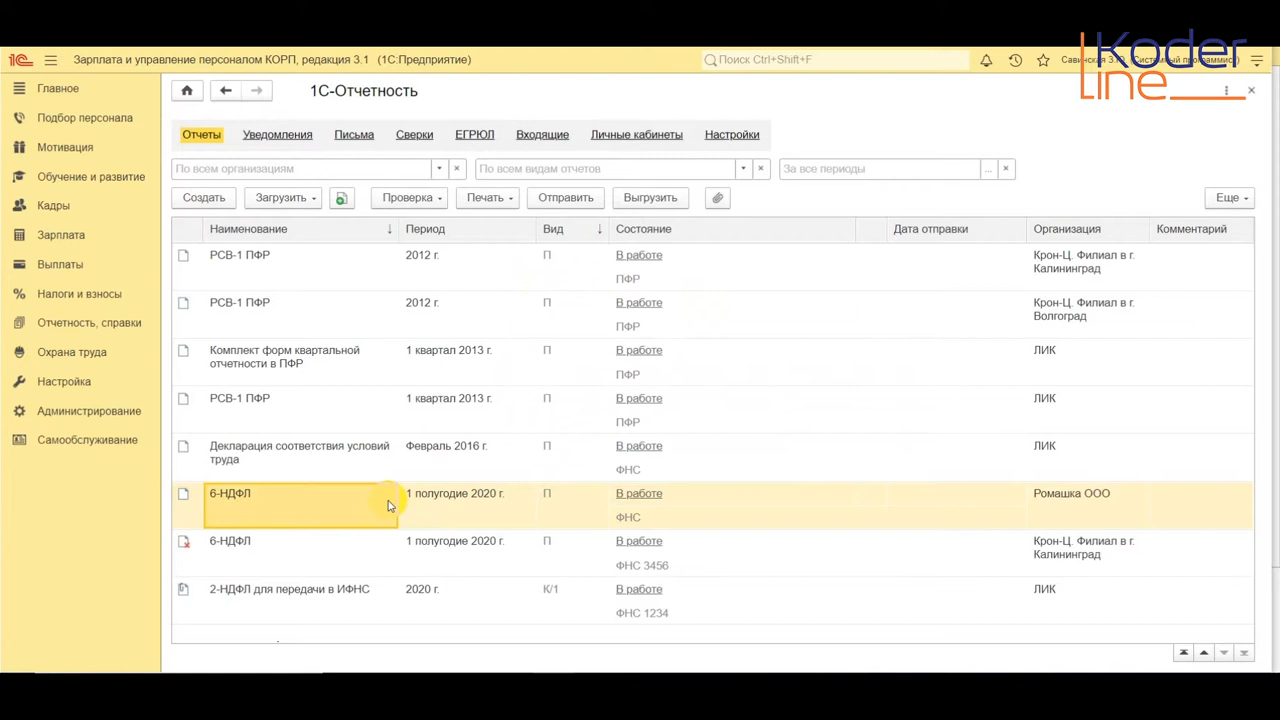 Koder
Line
1С Зарплата и управление персоналом КОРП, редакция 3.1 (1С:Предприятие)
Поиск Ctrl+Shift+F
Главное
Подбор персонала
Мотивация
Обучение и развитие
Кадры
Зарплата
Выплаты
Налоги и взносы
Отчетность, справки
Охрана труда
Настройка
Администрирование
Самообслуживание
1С-Отчетность
Отчеты Уведомления Письма Сверки ЕГРЮЛ Входящие Личные кабинеты Настройки
По всем организациям По всем видам отчетов За все периоды ...
Создать Загрузить Проверка Печать Отправить Выгрузить Еще
Наименование Период Вид Состояние Дата отправки Организация Комментарий
РСВ-1 ПФР 2012 г. П В работе Крон-Ц. Филиал в г.
ПФР Калининград
РСВ-1 ПФР 2012 г. П В работе Крон-Ц. Филиал в г.
ПФР Волгоград
Комплект форм квартальной 1 квартал 2013 г. П В работе ЛИК
отчетности в ПФР ПФР
РСВ-1 ПФР 1 квартал 2013 г. П В работе ЛИК
ПФР
Декларация соответствия условий Февраль 2016 г. П В работе ЛИК
труда ФНС
6-НДФЛ 1 полугодие 2020 г. П В работе Ромашка ООО
ФНС
6-НДФЛ 1 полугодие 2020 г. П В работе Крон-Ц. Филиал в г.
ФНС 3456 Калининград
2-НДФЛ для передачи в ИФНС 2020 г. К/1 В работе ЛИК
ФНС 1234